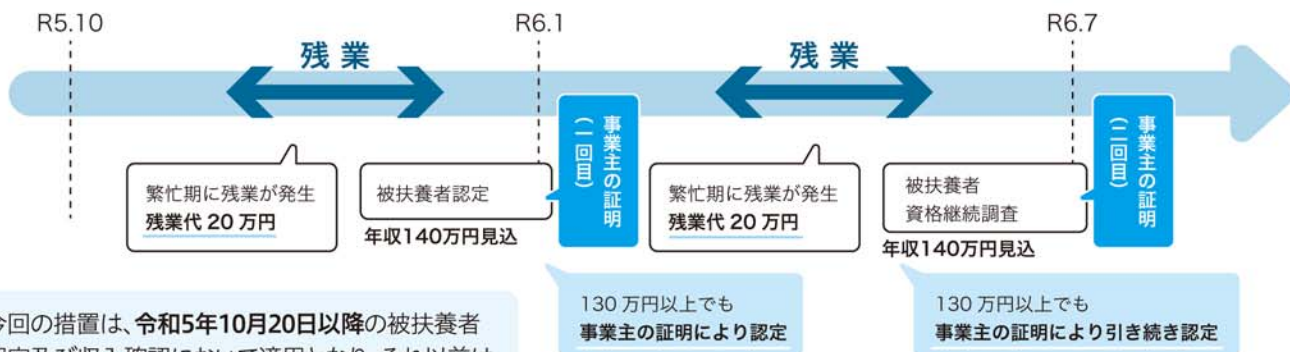 R5.10
R6.1
R6.7
残業
残業
繁忙期に残業が発生
残業代 20 万円
被扶養者認定
年収140万円見込
事業主の証明
(一回目)
繁忙期に残業が発生
残業代 20 万円
被扶養者
資格継続調査
年収140万円見込
事業主の証明
(二回目)
130 万円以上でも
事業主の証明により認定
130 万円以上でも
事業主の証明により引き続き認定
今回の措置は、令和5年10月20日以降の被扶養者